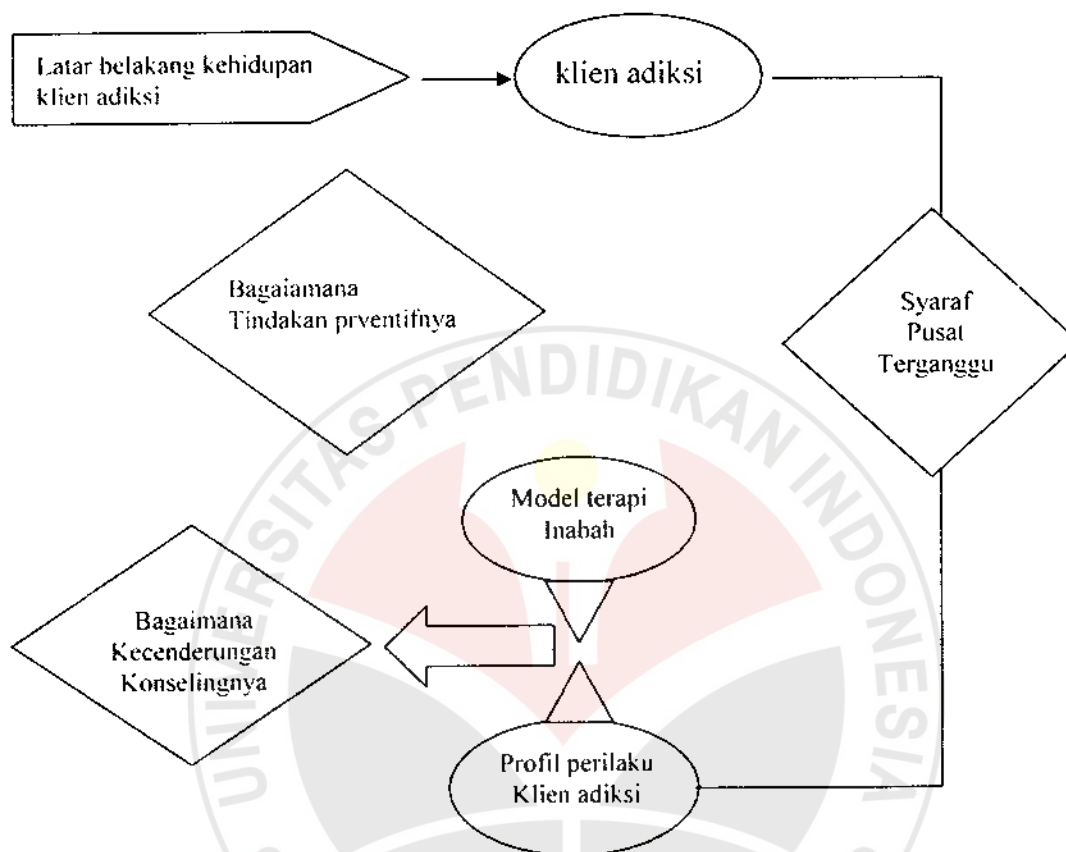 Latar belakang kehidupan
klien adiksi
klien adiksi
Bagaiamana
Tindakan prventifnya
Syaraf
Pusat
Terganggu
Model terapi
Inabah
Bagaimana
Kecenderungan
Konselingnya
Profil perilaku
Klien adiksi
UNIVERSITAS PENDIDIKAN INDONESIA